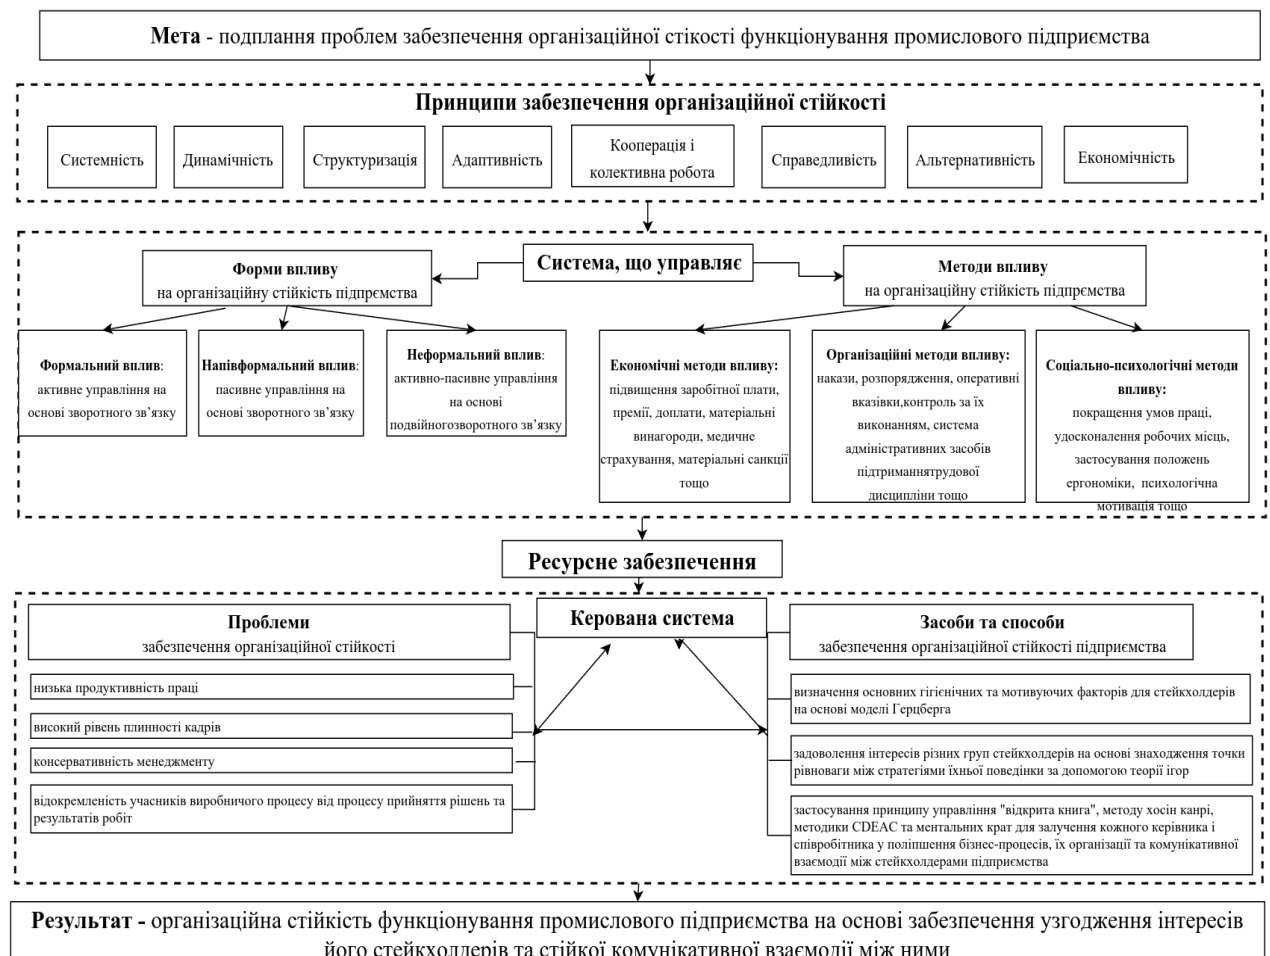 Мета - подплання проблем забезпечення організаційної стікості функціонування промислового підприємства
Принципи забезпечення організаційної стійкості
Системність
Динамічність
Структуризація
Адаптивність
Кооперація і
колективна робота
Справедливість
Альтернативність
Економічність
Система, що управляє
Форми впливу
на організаційну стійкість підпрємства
Методи впливу
на організаційну стійкість підпрємства
Формальний вплив:
активне управління на
основі зворотного зв’язку
Напівформальний вплив:
пасивне управління на
основі зворотного зв’язку
Неформальний вплив:
активно-пасивне управління
на основі
подвійногозворотного зв’язку
Економічні методи впливу:
підвищення заробітної плати,
премії, доплати, матеріальні
винагороди, медичне
страхування, матеріальні санкції
тощо
Організаційні методи впливу:
накази, розпорядження, оперативні
вказівки,контроль за їх
виконанням, система
адміністративних засобів
підтриманнятрудової
дисципліни тощо
Соціально-психологічні методи
впливу:
покращення умов праці,
удосконалення робочих місць,
застосування положень
ергономіки, психологічна
мотивація тощо
Ресурсне забезпечення
Керована система
Проблеми
забезпечення організаційної стійкості
низька продуктивність праці
високий рівень плинності кадрів
консервативність менеджменту
відокремленість учасників виробничого процесу від процесу прийняття рішень та
результатів робіт
Засоби та способи
забезпечення організаційної стійкості підприємства
визначення основних гігієнічних та мотивуючих факторів для стейкхолдерів
на основі моделі Герцберга
задоволення інтересів різних груп стейкхолдерів на основі знаходження точки
рівноваги між стратегіями їхньої поведінки за допомогою теорії ігор
застосування принципу управління "відкрита книга", методу хосін канрі,
методики CDEAC та ментальних крат для залучення кожного керівника і
співробітника у поліпшення бізнес-процесів, їх організації та комунікативної
взаємодії між стейкхолдерами підприємства
Результат - організаційна стійкість функціонування промислового підприємства на основі забезпечення узгодження інтересів
його стейкхолдерів та стійкої комунікативної взаємодії між ними